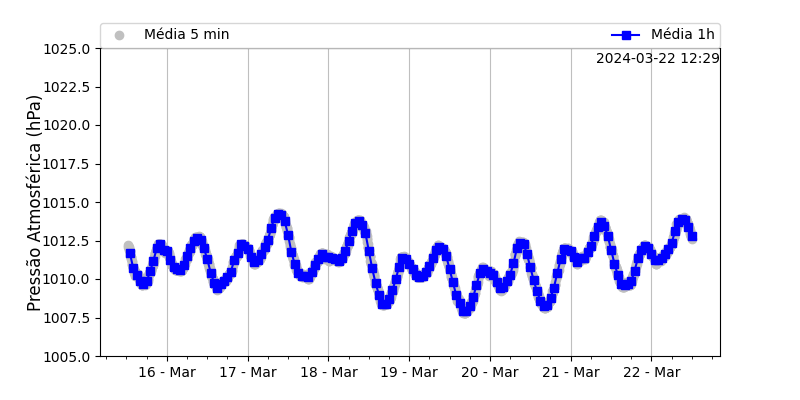 Média 5 min
Média 1h
2024-03-22 12:29
Pressão Atmosférica (hPa)
1025.0
1022.5
1020.0
1017.5
1015.0
1012.5
1010.0
1007.5
1005.0
16 - Mar
17 - Mar
18 - Mar
19 - Mar
20 - Mar
21 - Mar
22 - Mar